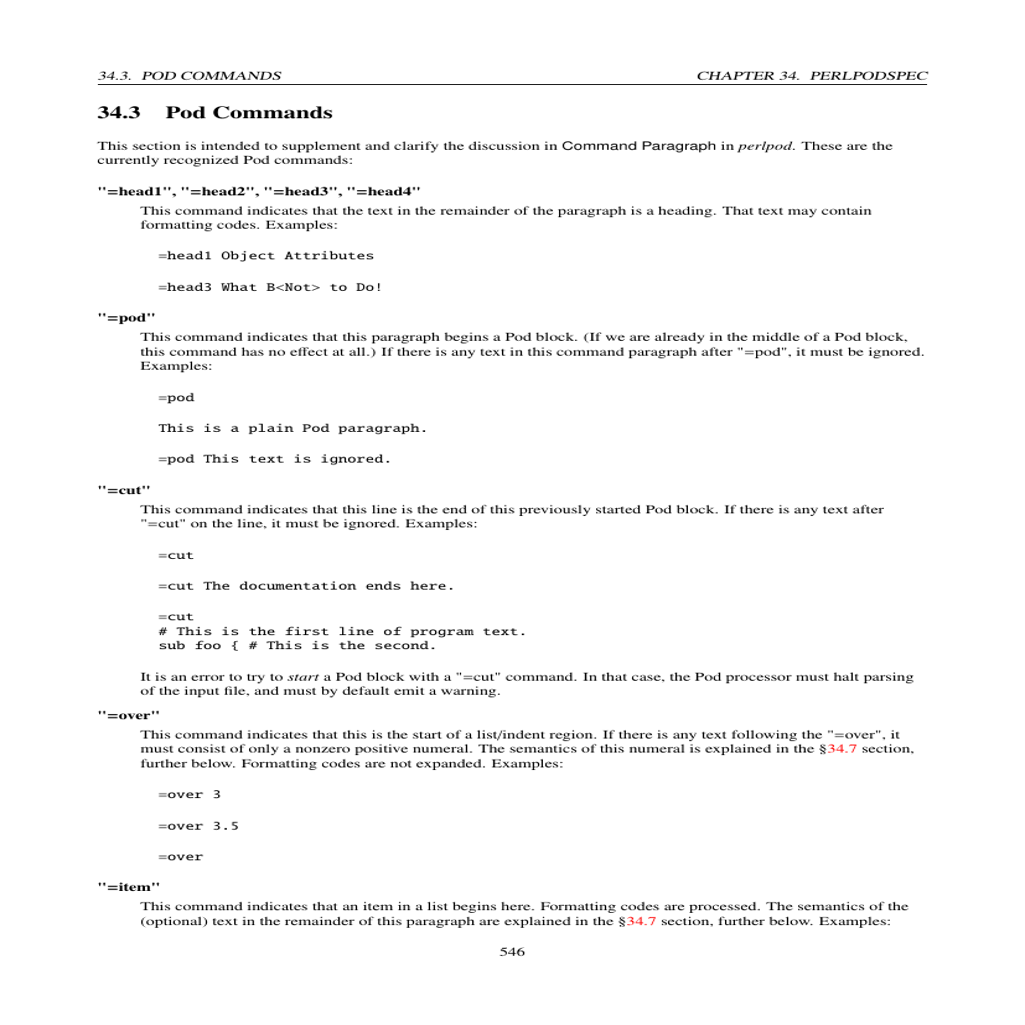 34.3. POD COMMANDS CHAPTER 34. PERLPODSPEC
34.3 Pod Commands
This section is intended to supplement and clarify the discussion in Command Paragraph in perlpod. These are the
currently recognized Pod commands:
"=head1", "=head2", "=head3", "=head4"
This command indicates that the text in the remainder of the paragraph is a heading. That text may contain
formatting codes. Examples:
=head1 Object Attributes
=head3 What B<Not> to Do!
"=pod"
This command indicates that this paragraph begins a Pod block. (If we are already in the middle of a Pod block,
this command has no effect at all.) If there is any text in this command paragraph after "=pod", it must be ignored.
Examples:
=pod
This is a plain Pod paragraph.
=pod This text is ignored.
"=cut"
This command indicates that this line is the end of this previously started Pod block. If there is any text after
"=cut" on the line, it must be ignored. Examples:
=cut
=cut The documentation ends here.
=cut
# This is the first line of program text.
sub foo { # This is the second.
It is an error to try to start a Pod block with a "=cut" command. In that case, the Pod processor must halt parsing
of the input file, and must by default emit a warning.
"=over"
This command indicates that this is the start of a list/indent region. If there is any text following the "=over", it
must consist of only a nonzero positive numeral. The semantics of this numeral is explained in the §34.7 section,
further below. Formatting codes are not expanded. Examples:
=over 3
=over 3.5
=over
"=item"
This command indicates that an item in a list begins here. Formatting codes are processed. The semantics of the
(optional) text in the remainder of this paragraph are explained in the §34.7 section, further below. Examples:
546